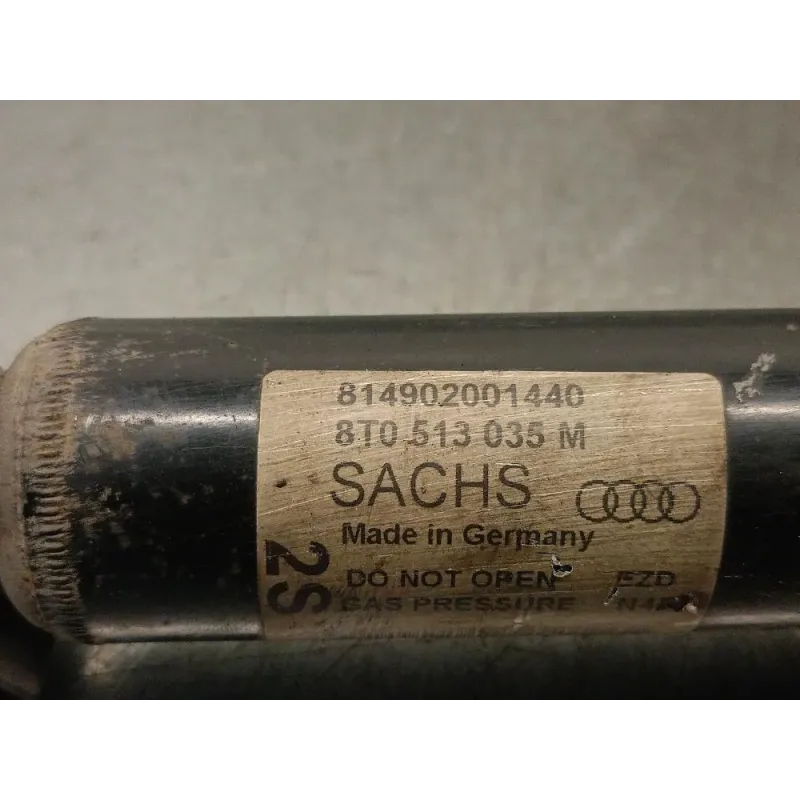 814902001440
8T0 513 035 M
SACHS
Made in Germany
2S
DO NOT OPEN EZD
GAS PRESSURE